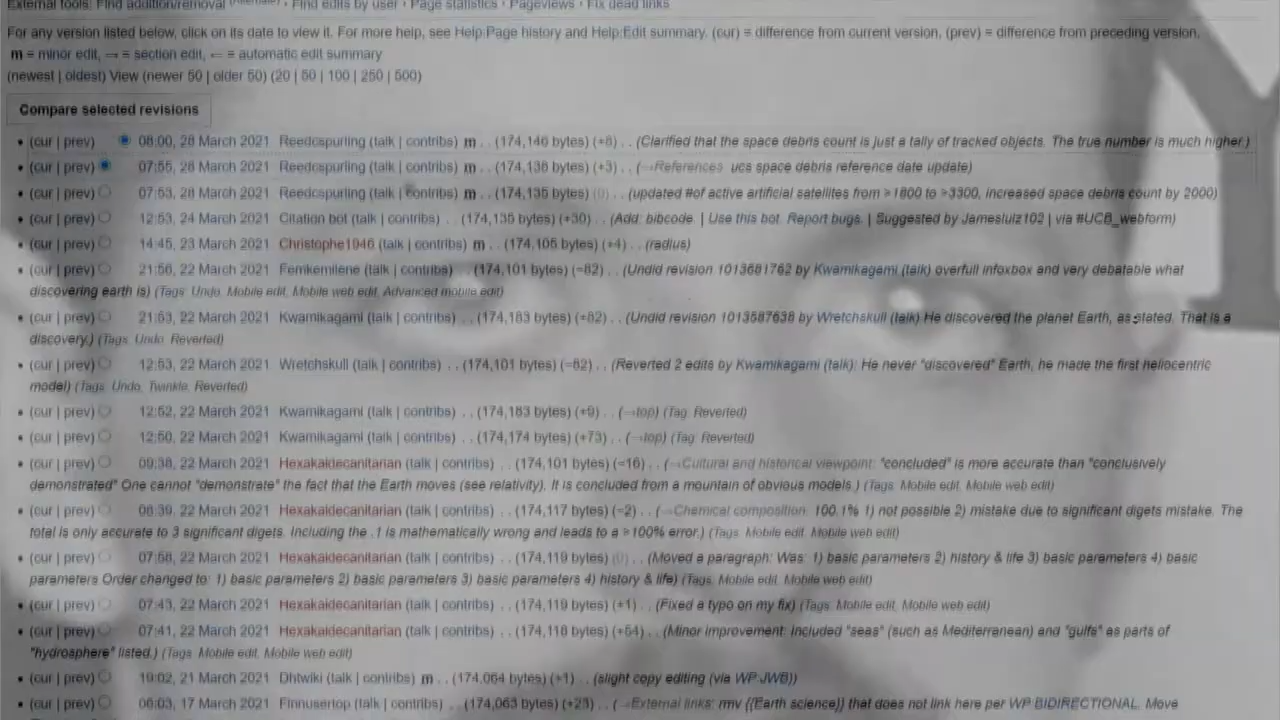 External tools: Find addition/removal (Alternate) · Find edits by user · Page statistics · Pageviews · Fix dead links
For any version listed below, click on its date to view it. For more help, see Help:Page history and Help:Edit summary. (cur) = difference from current version, (prev) = difference from preceding version,
m = minor edit, → = section edit, ← = automatic edit summary
(newest | oldest) View (newer 50 | older 50) (20 | 50 | 100 | 250 | 500)
Compare selected revisions
(cur | prev) 08:00, 28 March 2021 Reedcspurling (talk | contribs) m . . (174,146 bytes) (+8) . . (Clarified that the space debris count is just a tally of tracked objects. The true number is much higher.)
(cur | prev) 07:55, 28 March 2021 Reedcspurling (talk | contribs) m . . (174,138 bytes) (+3) . . (→References: ucs space debris reference date update)
(cur | prev) 07:53, 28 March 2021 Reedcspurling (talk | contribs) m . . (174,135 bytes) (0) . . (updated #of active artificial satellites from >1800 to >3300, increased space debris count by 2000)
(cur | prev) 12:53, 24 March 2021 Citation bot (talk | contribs) . . (174,135 bytes) (+30) . . (Add: bibcode. | Use this bot. Report bugs. | Suggested by Jamesluiz102 | via #UCB_webform)
(cur | prev) 14:45, 23 March 2021 Christophe1946 (talk | contribs) m . . (174,105 bytes) (+4) . . (radius)
(cur | prev) 21:56, 22 March 2021 Femkemilene (talk | contribs) . . (174,101 bytes) (−82) . . (Undid revision 1013681762 by Kwamikagami (talk) overfull infoxbox and very debatable what
discovering earth is) (Tags: Undo, Mobile edit, Mobile web edit, Advanced mobile edit)
(cur | prev) 21:53, 22 March 2021 Kwamikagami (talk | contribs) . . (174,183 bytes) (+82) . . (Undid revision 1013587638 by Wretchskull (talk) He discovered the planet Earth, as stated. That is a
discovery.) (Tags: Undo, Reverted)
(cur | prev) 12:53, 22 March 2021 Wretchskull (talk | contribs) . . (174,101 bytes) (−82) . . (Reverted 2 edits by Kwamikagami (talk): He never "discovered" Earth, he made the first heliocentric
model) (Tags: Undo, Twinkle, Reverted)
(cur | prev) 12:52, 22 March 2021 Kwamikagami (talk | contribs) . . (174,183 bytes) (+9) . . (→top) (Tag: Reverted)
(cur | prev) 12:50, 22 March 2021 Kwamikagami (talk | contribs) . . (174,174 bytes) (+73) . . (→top) (Tag: Reverted)
(cur | prev) 09:38, 22 March 2021 Hexakaidecanitarian (talk | contribs) . . (174,101 bytes) (−16) . . (→Cultural and historical viewpoint: "concluded" is more accurate than "conclusively
demonstrated" One cannot "demonstrate" the fact that the Earth moves (see relativity). It is concluded from a mountain of obvious models.) (Tags: Mobile edit, Mobile web edit)
(cur | prev) 08:39, 22 March 2021 Hexakaidecanitarian (talk | contribs) . . (174,117 bytes) (−2) . . (→Chemical composition: 100.1% 1) not possible 2) mistake due to significant digets mistake. The
total is only accurate to 3 significant digets. Including the .1 is mathematically wrong and leads to a >100% error.) (Tags: Mobile edit, Mobile web edit)
(cur | prev) 07:58, 22 March 2021 Hexakaidecanitarian (talk | contribs) . . (174,119 bytes) (0) . . (Moved a paragraph: Was: 1) basic parameters 2) history & life 3) basic parameters 4) basic
parameters Order changed to: 1) basic parameters 2) basic parameters 3) basic parameters 4) history & life) (Tags: Mobile edit, Mobile web edit)
(cur | prev) 07:43, 22 March 2021 Hexakaidecanitarian (talk | contribs) . . (174,119 bytes) (+1) . . (Fixed a typo on my fix) (Tags: Mobile edit, Mobile web edit)
(cur | prev) 07:41, 22 March 2021 Hexakaidecanitarian (talk | contribs) . . (174,118 bytes) (+54) . . (Minor improvement: Included "seas" (such as Mediterranean) and "gulfs" as parts of
"hydrosphere" listed.) (Tags: Mobile edit, Mobile web edit)
(cur | prev) 19:02, 21 March 2021 Dhtwiki (talk | contribs) m . . (174,064 bytes) (+1) . . (slight copy editing (via WP:JWB))
(cur | prev) 06:03, 17 March 2021 Finnusertop (talk | contribs) . . (174,063 bytes) (+23) . . (→External links: rmv {{Earth science}} that does not link here per WP:BIDIRECTIONAL. Move